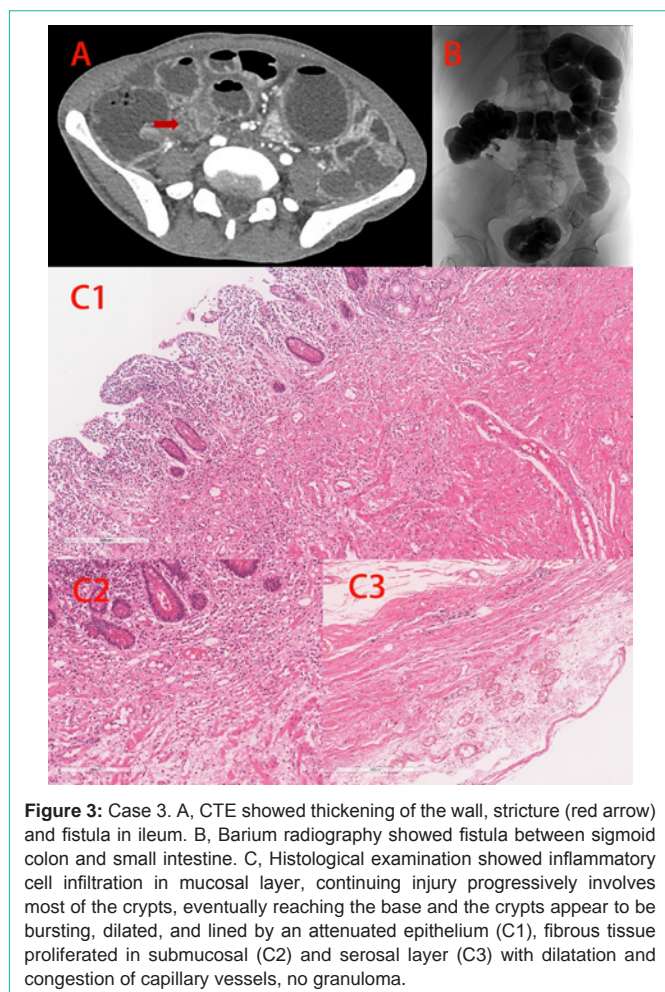 A
B
C1
C2
C3
Figure 3: Case 3. A, CTE showed thickening of the wall, stricture (red arrow)
and fistula in ileum. B, Barium radiography showed fistula between sigmoid
colon and small intestine. C, Histological examination showed inflammatory
cell infiltration in mucosal layer, continuing injury progressively involves
most of the crypts, eventually reaching the base and the crypts appear to be
bursting, dilated, and lined by an attenuated epithelium (C1), fibrous tissue
proliferated in submucosal (C2) and serosal layer (C3) with dilatation and
congestion of capillary vessels, no granuloma.